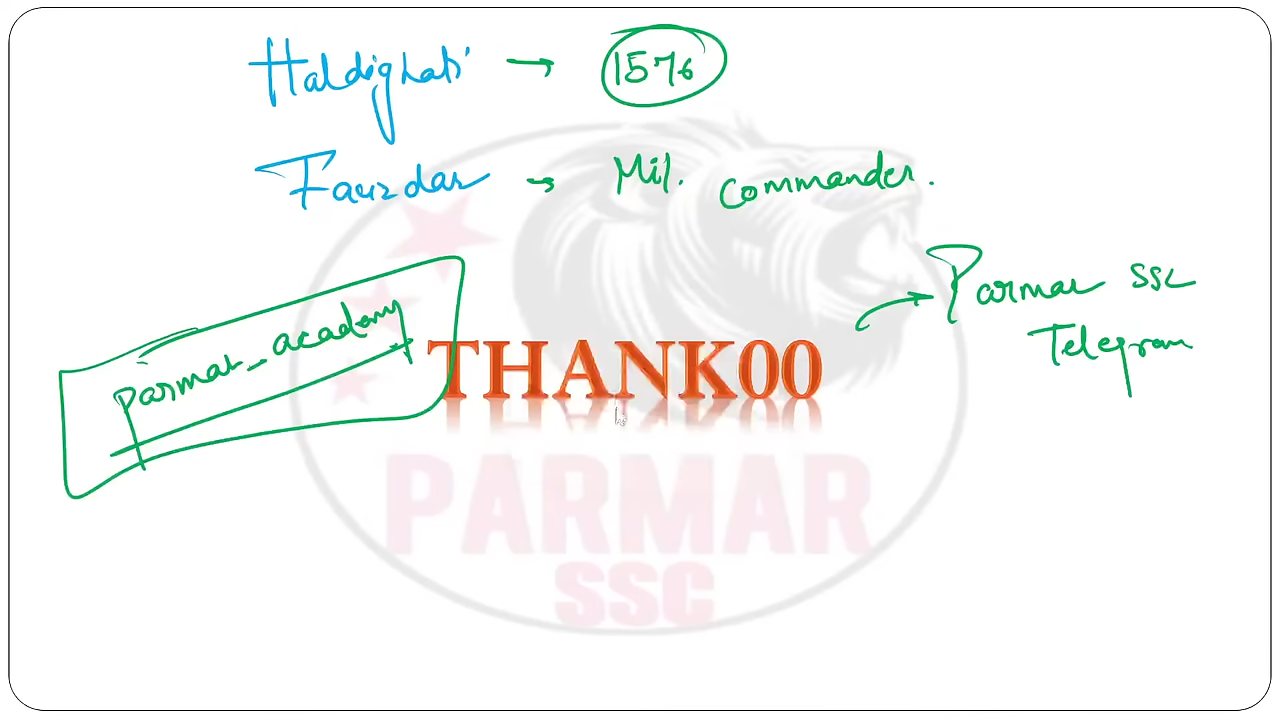 Haldighati → 1576
Fauzdar → Mil. Commander.
Parmar SSC
Telegram
parmar_academy
THANK00
PARMAR
SSC